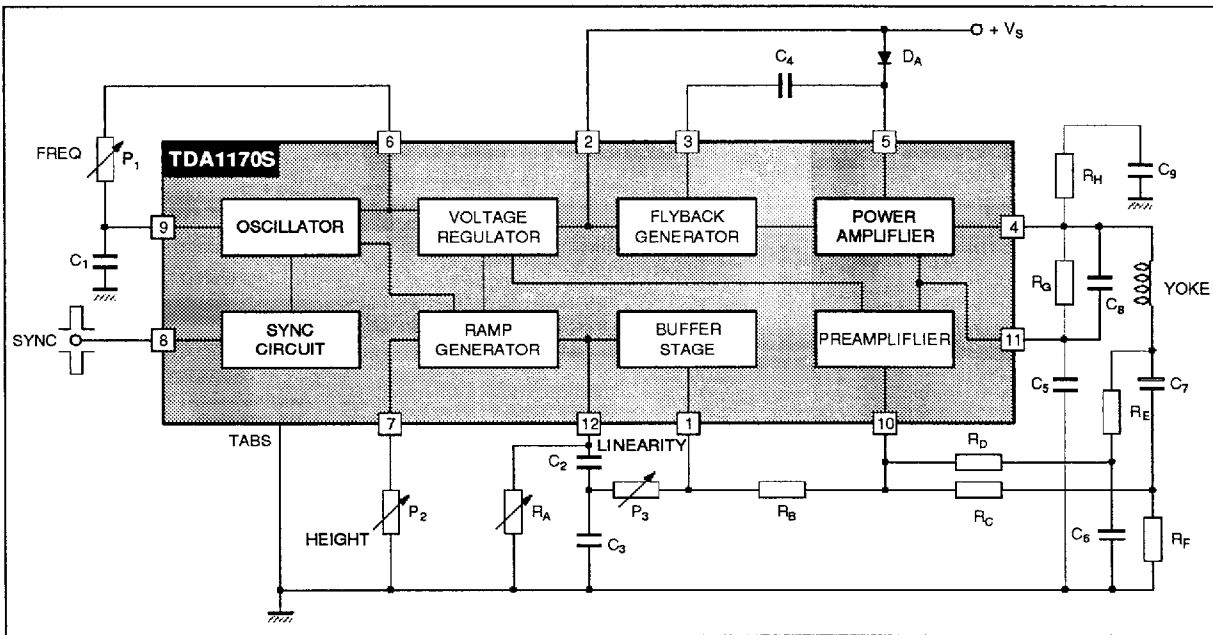 + VS
C4
DA
6
2
3
5
TDA1170S
FREQ
P1
RH
C9
9
OSCILLATOR
VOLTAGE
REGULATOR
FLYBACK
GENERATOR
POWER
AMPLIFLIER
4
C1
RG
C8
YOKE
SYNC
8
SYNC
CIRCUIT
RAMP
GENERATOR
BUFFER
STAGE
PREAMPLIFLIER
11
C5
C7
RE
TABS
7
12
LINEARITY
1
10
C2
RD
P2
HEIGHT
RA
P3
RB
RC
C3
C6
RF